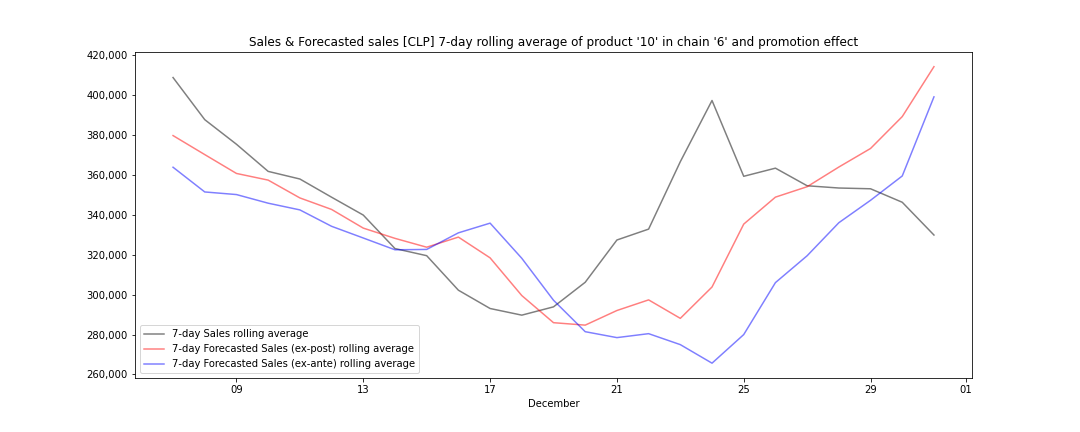 Sales & Forecasted sales [CLP] 7-day rolling average of product '10' in chain '6' and promotion effect
420,000
400,000
380,000
360,000
340,000
320,000
300,000
280,000
260,000
7-day Sales rolling average
7-day Forecasted Sales (ex-post) rolling average
7-day Forecasted Sales (ex-ante) rolling average
09 13 17 21 25 29 01
December